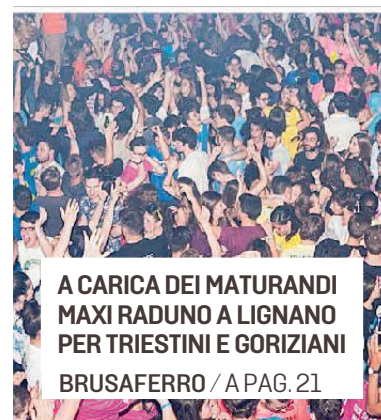 A CARICA DEI MATURANDI
MAXI RADUNO A LIGNANO
PER TRIESTINI E GORIZIANI
BRUSAFERRO / A PAG. 21